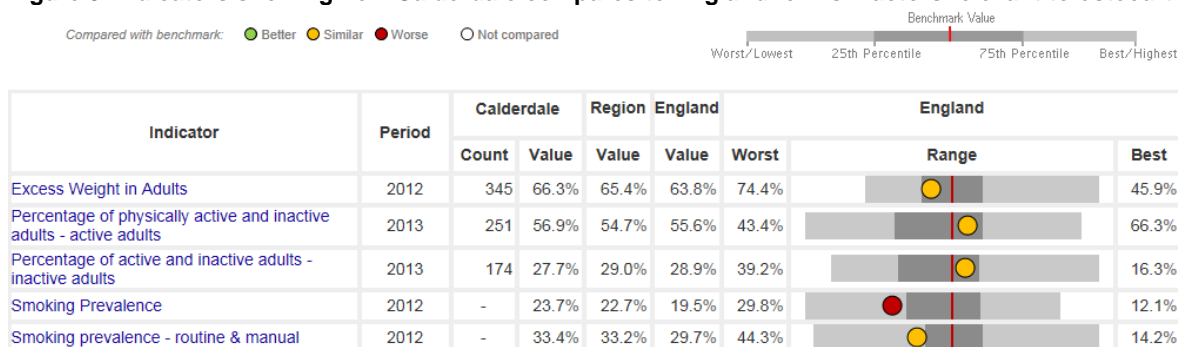 Compared with benchmark: Better Similar Worse Not compared
Benchmark Value
Worst/Lowest 25th Percentile 75th Percentile Best/Highest
Indicator Period Calderdale Region England England
Count Value Value Value Worst Range Best
Excess Weight in Adults 2012 345 66.3% 65.4% 63.8% 74.4% 45.9%
Percentage of physically active and inactive
adults - active adults 2013 251 56.9% 54.7% 55.6% 43.4% 66.3%
Percentage of active and inactive adults -
inactive adults 2013 174 27.7% 29.0% 28.9% 39.2% 16.3%
Smoking Prevalence 2012 - 23.7% 22.7% 19.5% 29.8% 12.1%
Smoking prevalence - routine & manual 2012 - 33.4% 33.2% 29.7% 44.3% 14.2%